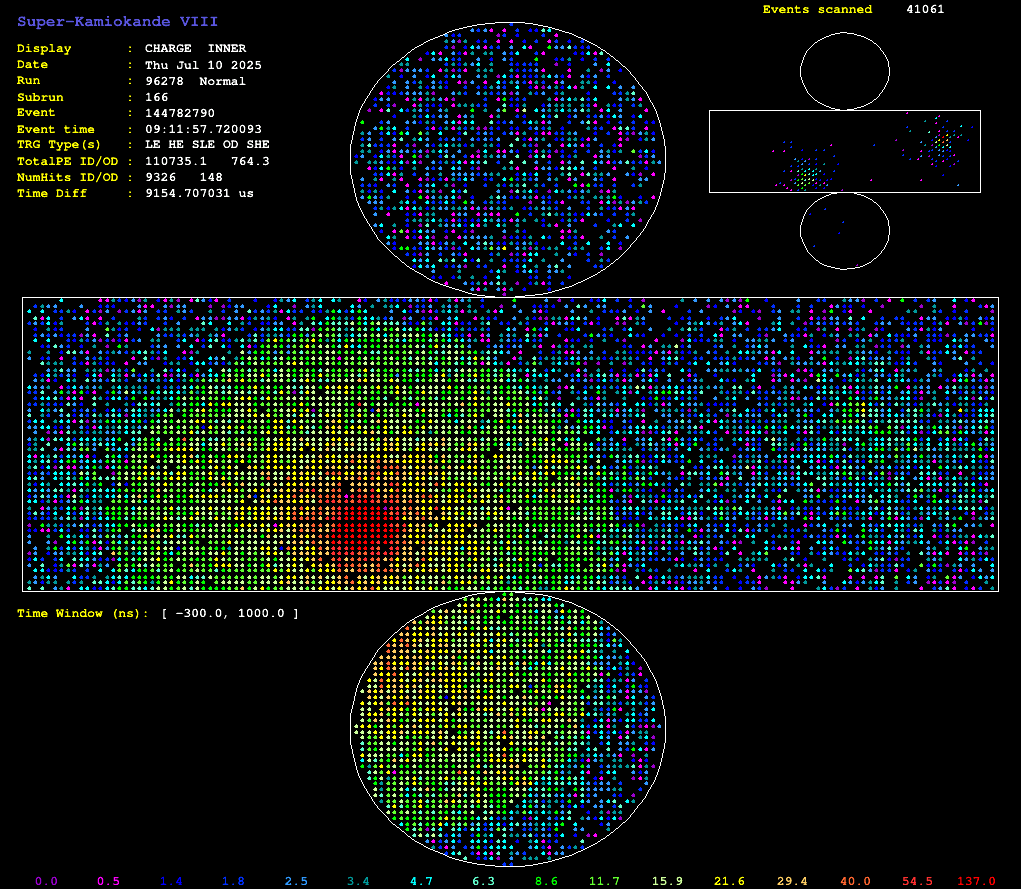 Super-Kamiokande VIII
Display : CHARGE INNER
Date : Thu Jul 10 2025
Run : 96278 Normal
Subrun : 166
Event : 144782790
Event time : 09:11:57.720093
TRG Type(s) : LE HE SLE OD SHE
TotalPE ID/OD : 110735.1 764.3
NumHits ID/OD : 9326 148
Time Diff : 9154.707031 us
Events scanned 41061
Time Window (ns): [ -300.0, 1000.0 ]
0.0 0.5 1.4 1.8 2.5 3.4 4.7 6.3 8.6 11.7 15.9 21.6 29.4 40.0 54.5 137.0